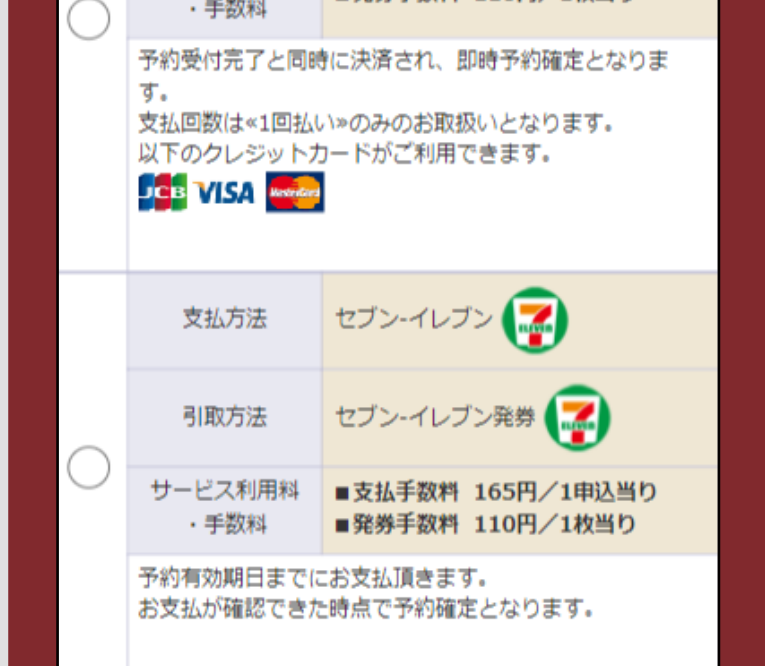 ・手数料
予約受付完了と同時に決済され、即時予約確定となりま
す。
支払回数は«1回払い»のみのお取扱いとなります。
以下のクレジットカードがご利用できます。
JCB VISA MasterCard
支払方法
セブン-イレブン
7 ELEVEN
引取方法
セブン-イレブン発券
7 ELEVEN
サービス利用料
・手数料
■支払手数料 165円／1申込当り
■発券手数料 110円／1枚当り
予約有効期日までにお支払頂きます。
お支払が確認できた時点で予約確定となります。